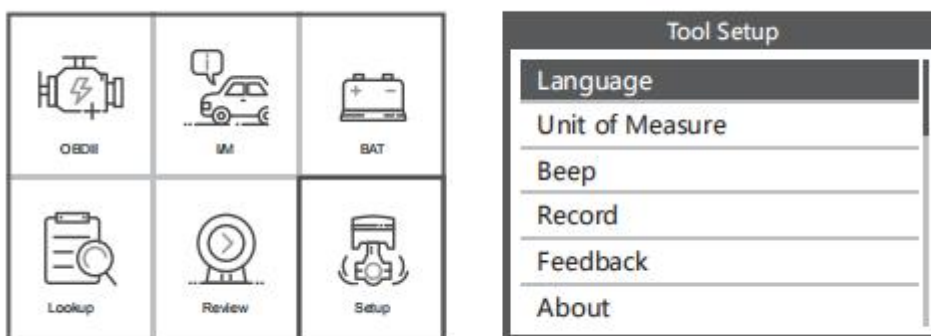 OBDII
I/M
BAT
Lookup
Review
Setup
Tool Setup
Language
Unit of Measure
Beep
Record
Feedback
About